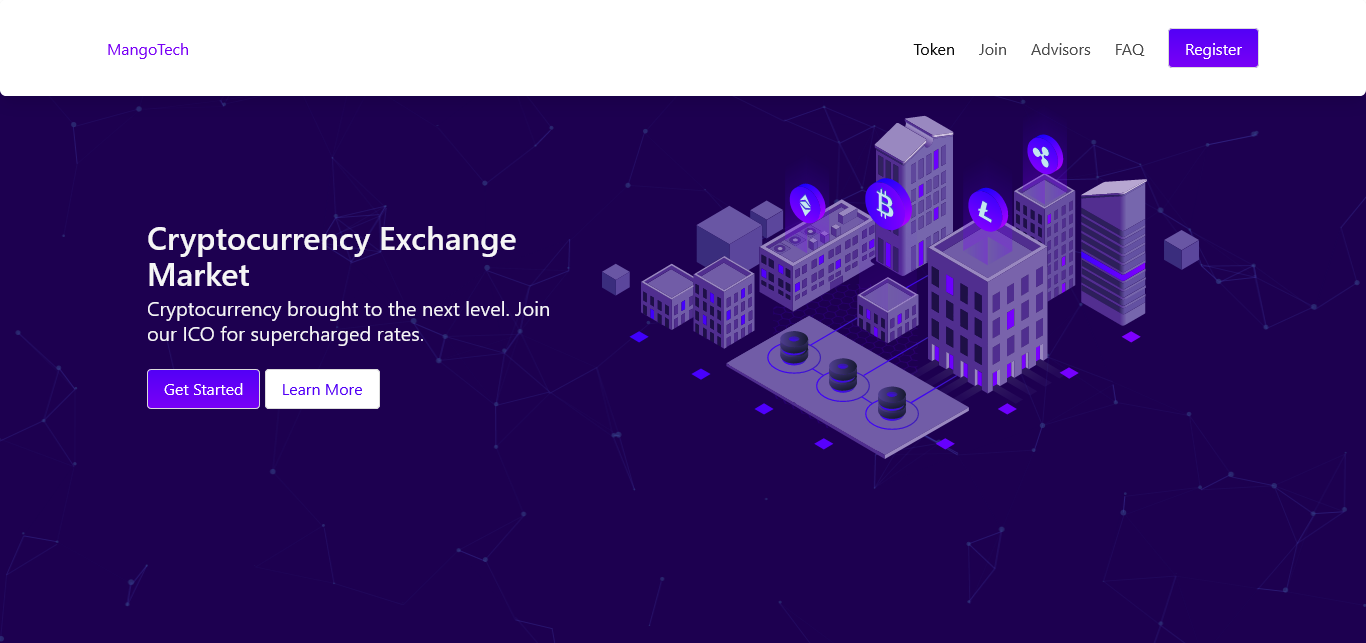 MangoTech
Token
Join
Advisors
FAQ
Register
Cryptocurrency Exchange
Market
Cryptocurrency brought to the next level. Join
our ICO for supercharged rates.
Get Started
Learn More